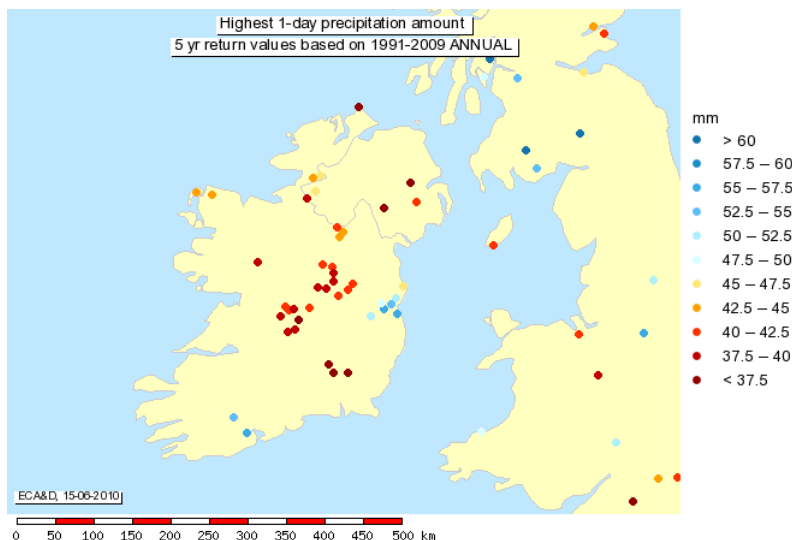 Highest 1-day precipitation amount
5 yr return values based on 1991-2009 ANNUAL
mm
> 60
57.5 – 60
55 – 57.5
52.5 – 55
50 – 52.5
47.5 – 50
45 – 47.5
42.5 – 45
40 – 42.5
37.5 – 40
< 37.5
ECA&D, 15-06-2010
0 50 100 150 200 250 300 350 400 450 500 km